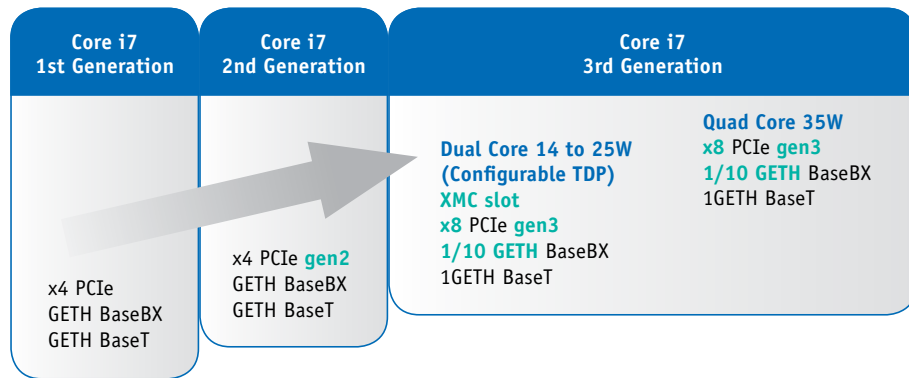 Core i7
1st Generation
x4 PCIe
GETH BaseBX
GETH BaseT
Core i7
2nd Generation
x4 PCIe gen2
GETH BaseBX
GETH BaseT
Core i7
3rd Generation
Dual Core 14 to 25W
(Configurable TDP)
XMC slot
x8 PCIe gen3
1/10 GETH BaseBX
1GETH BaseT
Quad Core 35W
x8 PCIe gen3
1/10 GETH BaseBX
1GETH BaseT